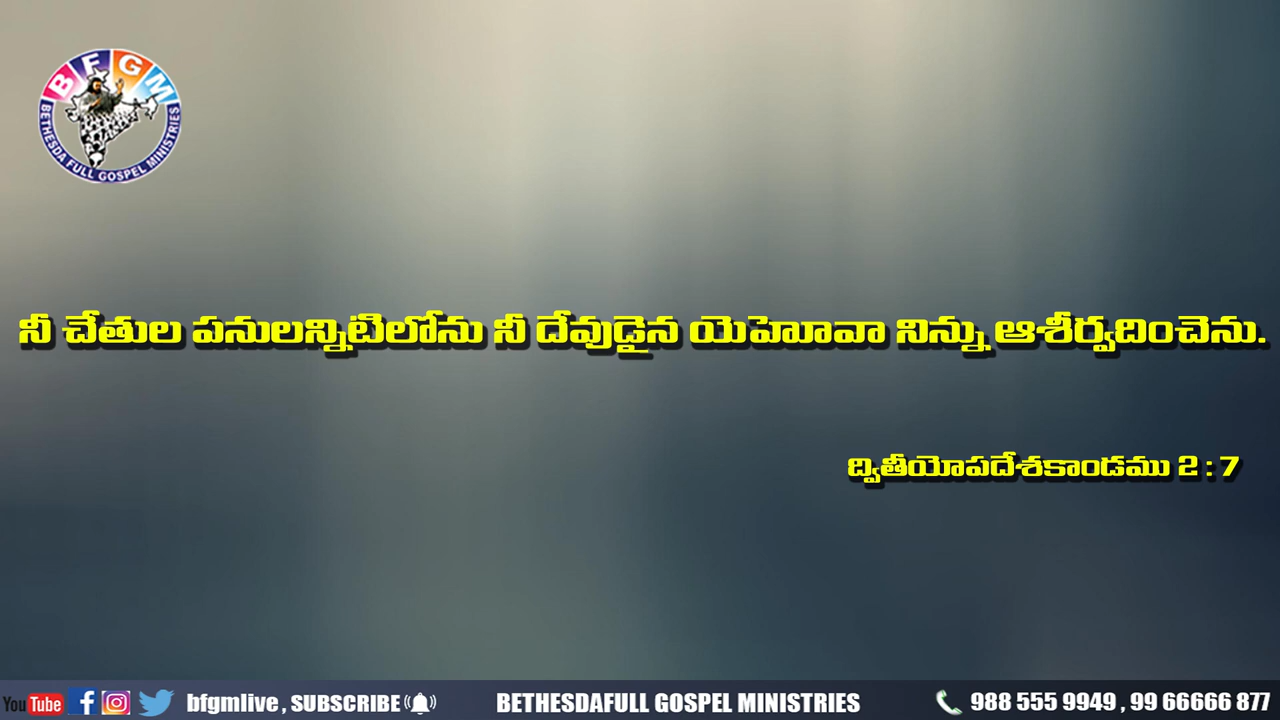 BFGM
BETHESDA FULL GOSPEL MINISTRIES
నీ చేతుల పనులన్నిటిలోను నీ దేవుడైన యెహోవా నిన్ను ఆశీర్వదించెను.
ద్వితీయోపదేశకాండము 2 : 7
YouTube bfgmlive , SUBSCRIBE BETHESDAFULL GOSPEL MINISTRIES 988 555 9949 , 99 66666 877